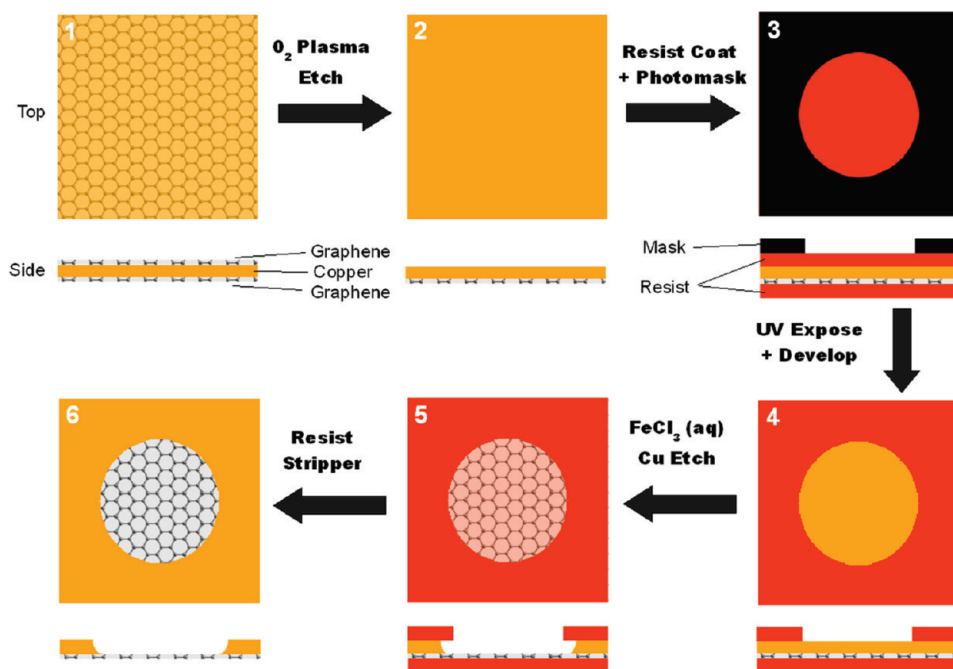 1
O₂ Plasma
Etch
2
Resist Coat
+ Photomask
3
Top
Side
Graphene
Copper
Graphene
Mask
Resist
UV Expose
+ Develop
6
Resist
Stripper
5
FeCl₃ (aq)
Cu Etch
4